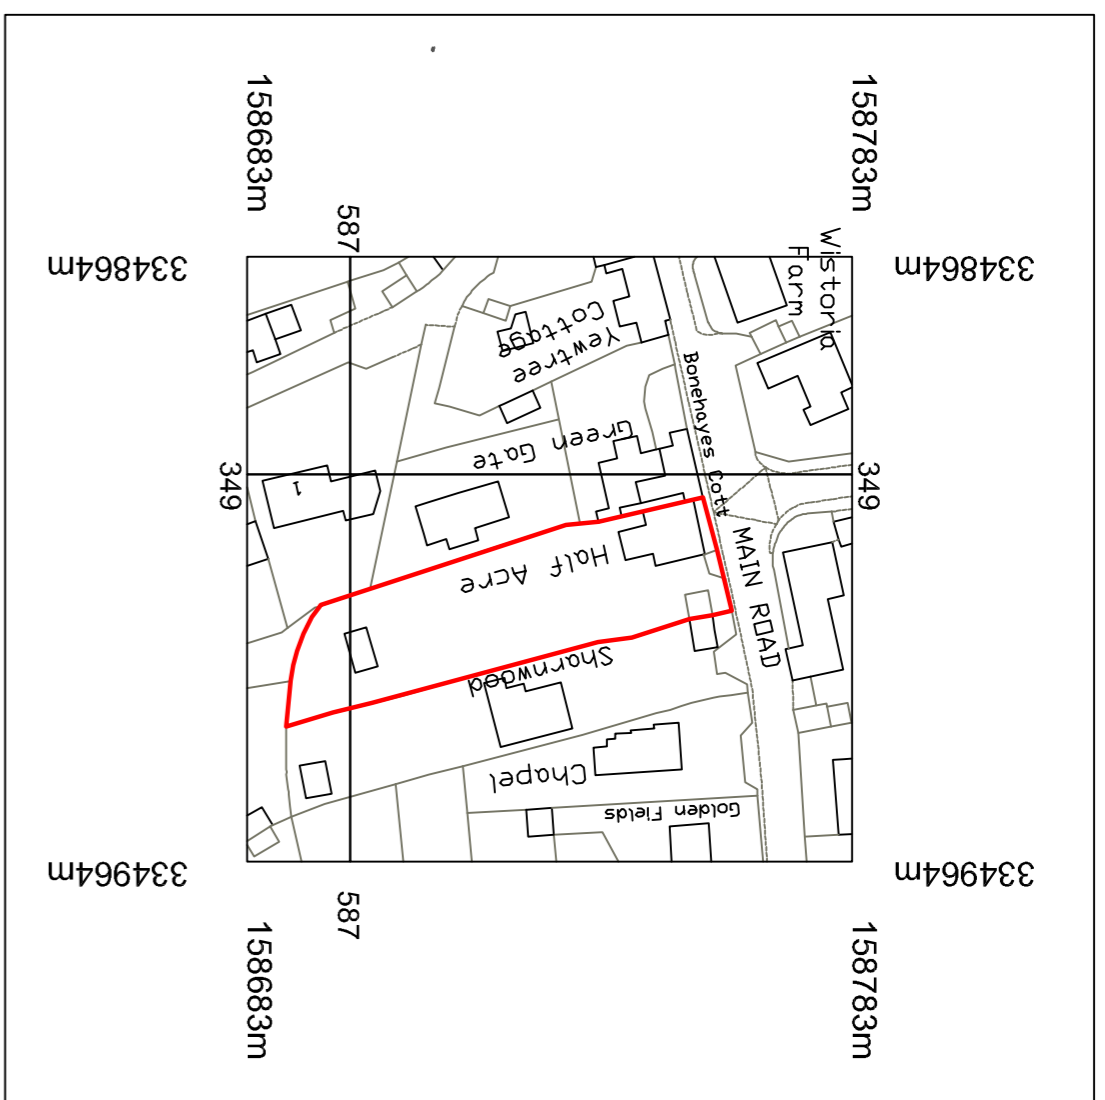 158683m
158783m
334864m
587
334864m
Wistoria
Farm
Yewtree
Cottage
Bonehayes Cott
Green Gate
349
1
349
Half Acre
MAIN ROAD
Sharnwood
Chapel
Golden Fields
334964m
587
334964m
158683m
158783m